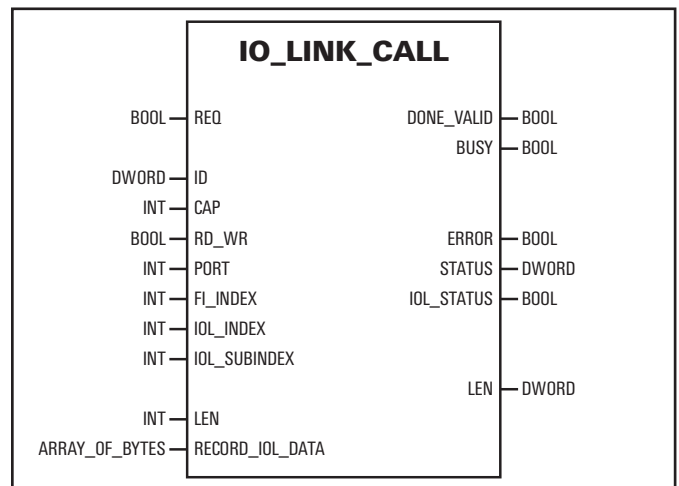 IO_LINK_CALL
BOOL REQ DONE_VALID BOOL
BUSY BOOL
DWORD ID
INT CAP
BOOL RD_WR ERROR BOOL
INT PORT STATUS DWORD
INT FI_INDEX IOL_STATUS BOOL
INT IOL_INDEX
INT IOL_SUBINDEX
LEN DWORD
INT LEN
ARRAY_OF_BYTES RECORD_IOL_DATA